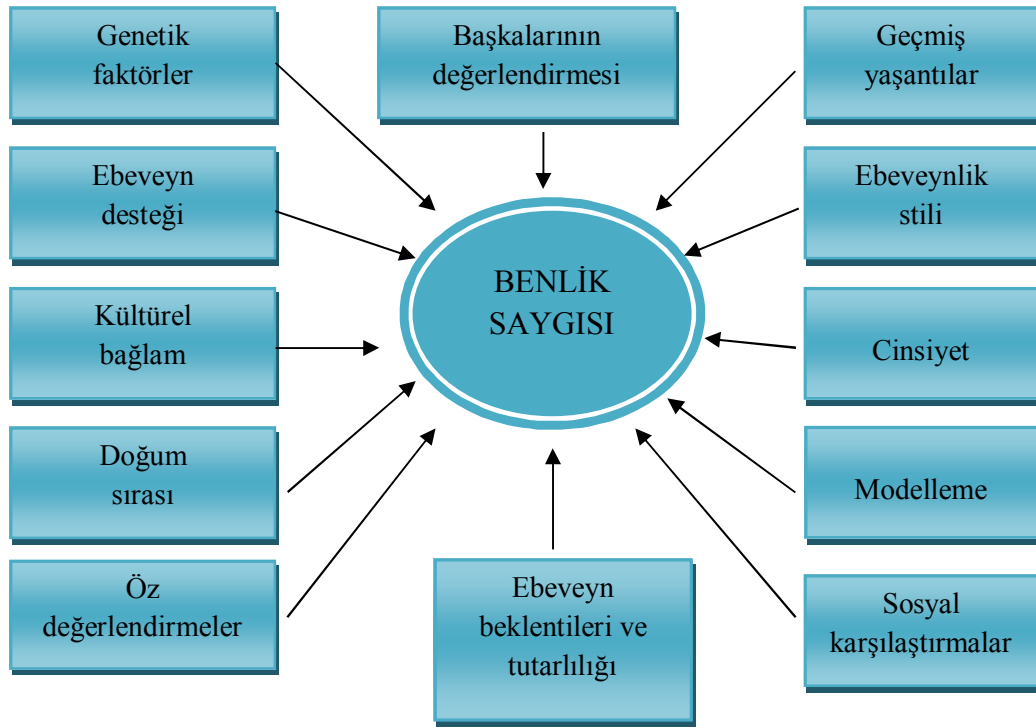 Genetik
faktörler
Başkalarının
değerlendirmesi
Geçmiş
yaşantılar
Ebeveyn
desteği
Ebeveynlik
stili
BENLİK
SAYGISI
Kültürel
bağlam
Cinsiyet
Doğum
sırası
Modelleme
Öz
değerlendirmeler
Ebeveyn
beklentileri ve
tutarlılığı
Sosyal
karşılaştırmalar